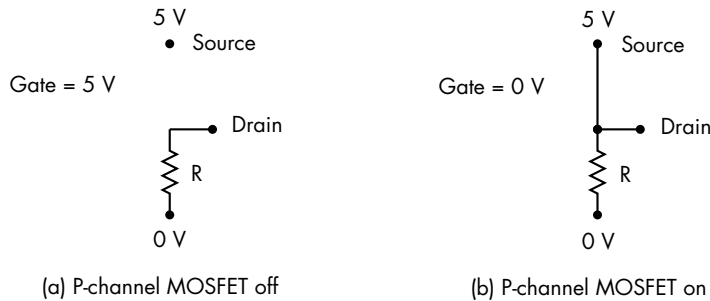 5 V
Source
Gate = 5 V
Drain
R
0 V
(a) P-channel MOSFET off
5 V
Source
Gate = 0 V
Drain
R
0 V
(b) P-channel MOSFET on